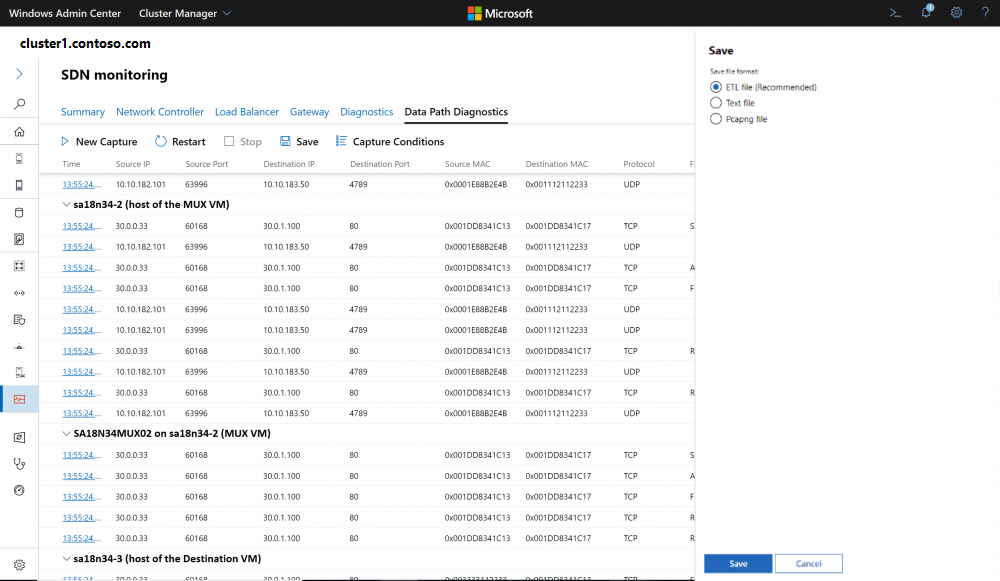 Windows Admin Center Cluster Manager Microsoft 1 ?
cluster1.contoso.com
SDN monitoring
Summary Network Controller Load Balancer Gateway Diagnostics Data Path Diagnostics
New Capture Restart Stop Save Capture Conditions
Time Source IP Source Port Destination IP Destination Port Source MAC Destination MAC Protocol
13:55:24.... 10.10.182.101 63996 10.10.183.50 4789 0x0001E88B2E4B 0x001112112233 UDP
sa18n34-2 (host of the MUX VM)
13:55:24.... 30.0.0.33 60168 30.0.1.100 80 0x001DD8341C13 0x001DD8341C17 TCP S
13:55:24.... 10.10.182.101 63996 10.10.183.50 4789 0x0001E88B2E4B 0x001112112233 UDP
13:55:24.... 30.0.0.33 60168 30.0.1.100 80 0x001DD8341C13 0x001DD8341C17 TCP A
13:55:24.... 30.0.0.33 60168 30.0.1.100 80 0x001DD8341C13 0x001DD8341C17 TCP F
13:55:24.... 10.10.182.101 63996 10.10.183.50 4789 0x0001E88B2E4B 0x001112112233 UDP
13:55:24.... 10.10.182.101 63996 10.10.183.50 4789 0x0001E88B2E4B 0x001112112233 UDP
13:55:24.... 30.0.0.33 60168 30.0.1.100 80 0x001DD8341C13 0x001DD8341C17 TCP R
13:55:24.... 10.10.182.101 63996 10.10.183.50 4789 0x0001E88B2E4B 0x001112112233 UDP
13:55:24.... 30.0.0.33 60168 30.0.1.100 80 0x001DD8341C13 0x001DD8341C17 TCP R
13:55:24.... 10.10.182.101 63996 10.10.183.50 4789 0x0001E88B2E4B 0x001112112233 UDP
SA18N34MUX02 on sa18n34-2 (MUX VM)
13:55:24.... 30.0.0.33 60168 30.0.1.100 80 0x001DD8341C13 0x001DD8341C17 TCP S
13:55:24.... 30.0.0.33 60168 30.0.1.100 80 0x001DD8341C13 0x001DD8341C17 TCP A
13:55:24.... 30.0.0.33 60168 30.0.1.100 80 0x001DD8341C13 0x001DD8341C17 TCP F
13:55:24.... 30.0.0.33 60168 30.0.1.100 80 0x001DD8341C13 0x001DD8341C17 TCP R
13:55:24.... 30.0.0.33 60168 30.0.1.100 80 0x001DD8341C13 0x001DD8341C17 TCP R
sa18n34-3 (host of the Destination VM)
Save
Save file format:
ETL file (Recommended)
Text file
Pcapng file
Save Cancel